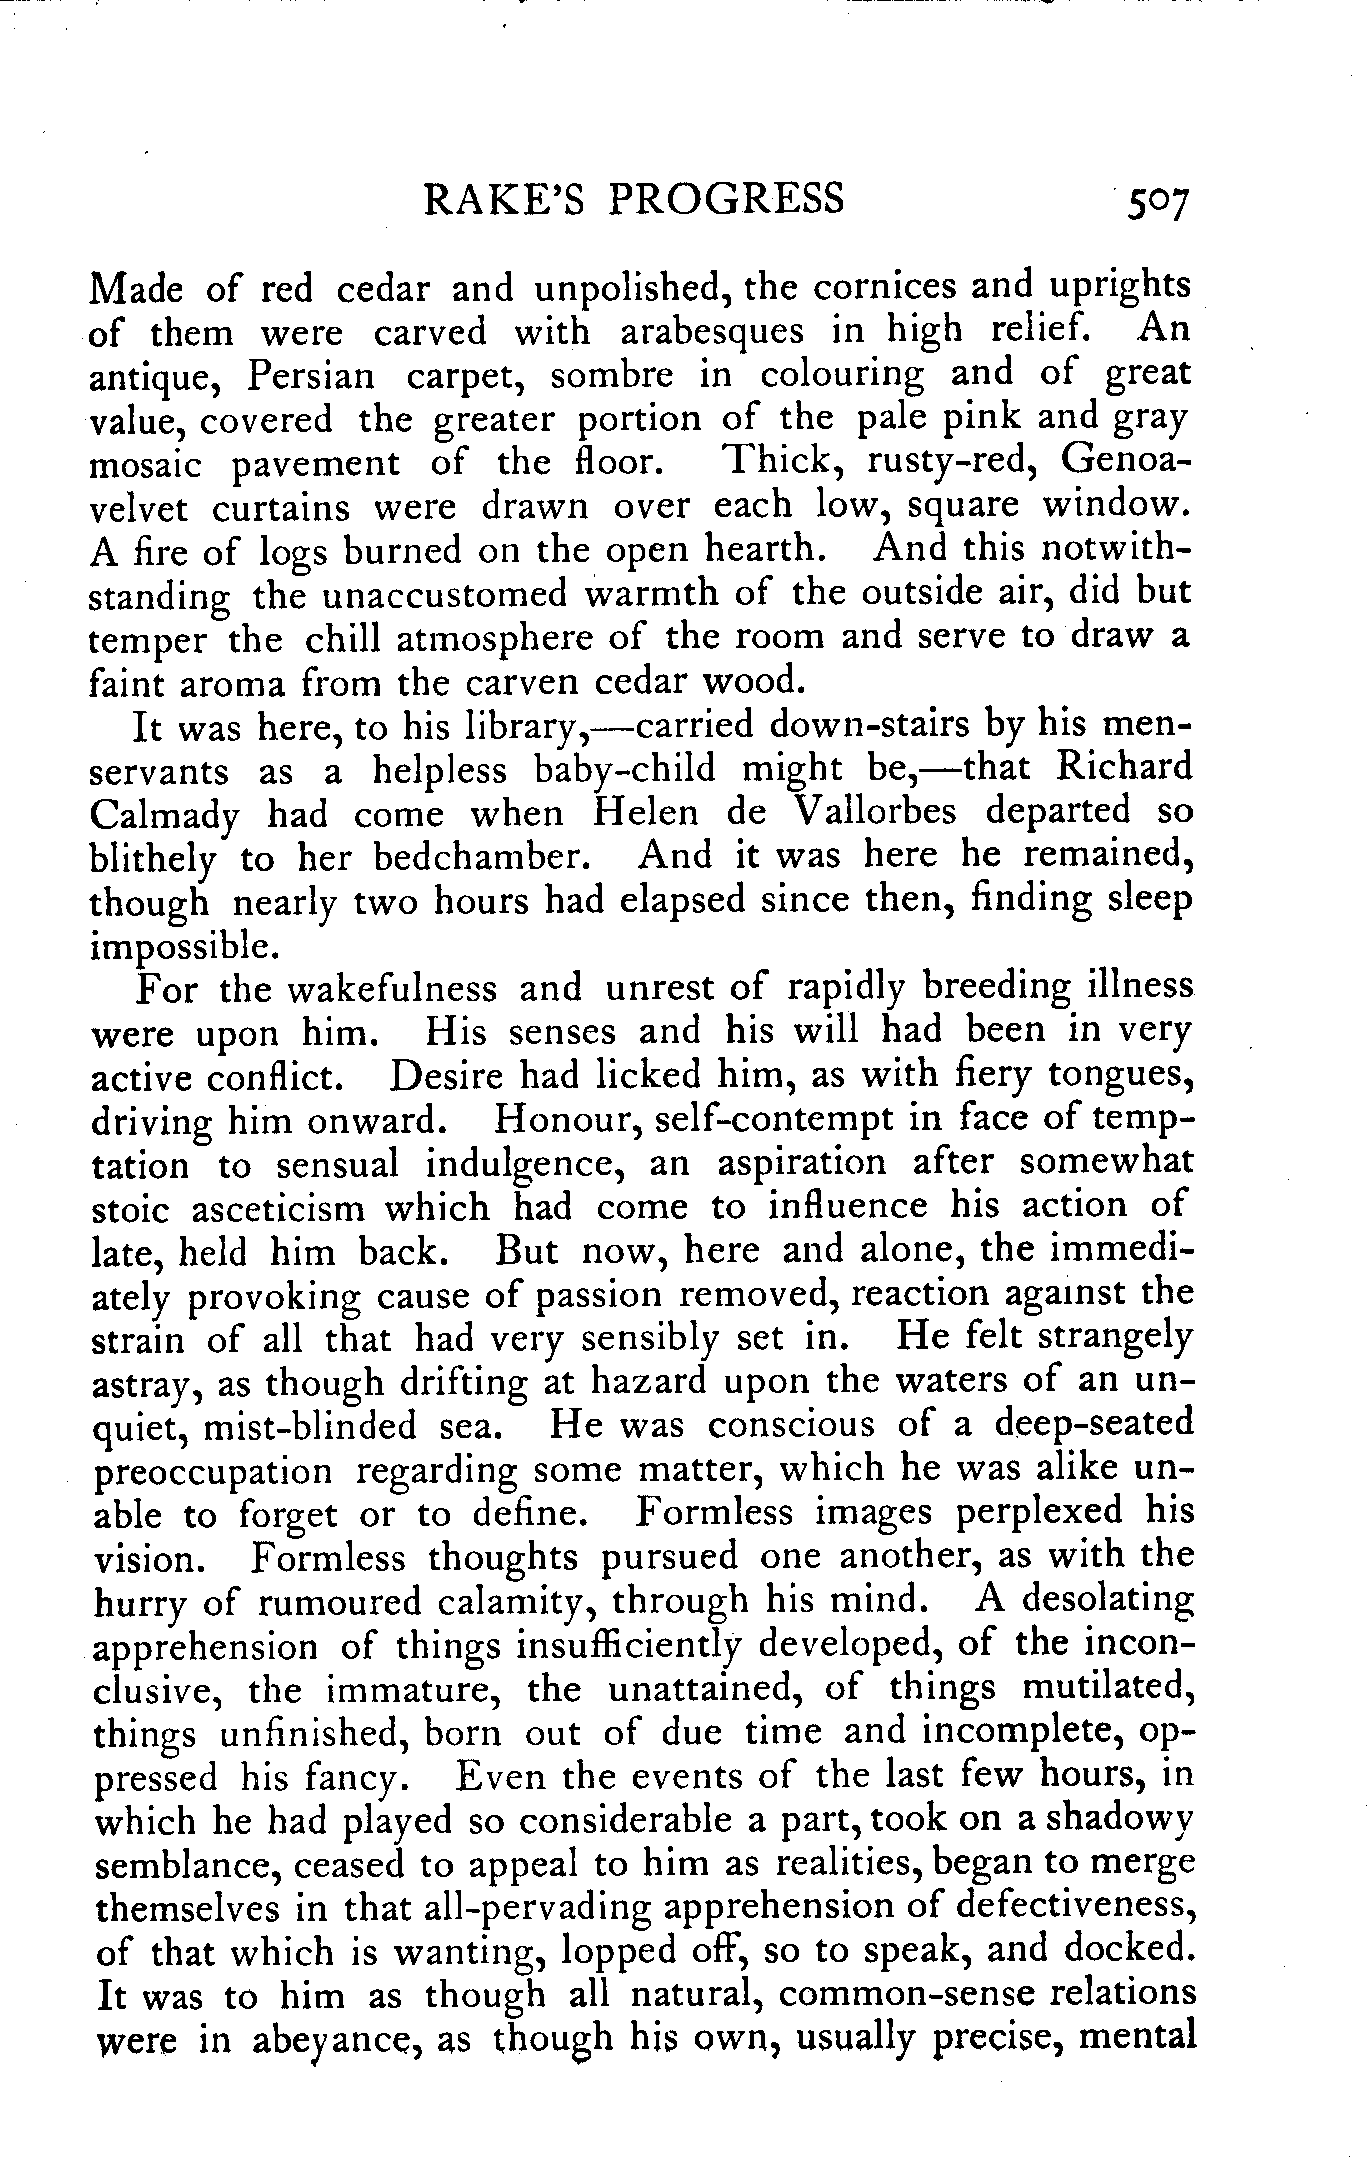 RAKE'S PROGRESS 507
Made of red cedar and unpolished, the cornices and uprights
of them were carved with arabesques in high relief. An
antique, Persian carpet, sombre in colouring and of great
value, covered the greater portion of the pale pink and gray
mosaic pavement of the floor. Thick, rusty-red, Genoa-
velvet curtains were drawn over each low, square window.
A fire of logs burned on the open hearth. And this notwith-
standing the unaccustomed warmth of the outside air, did but
temper the chill atmosphere of the room and serve to draw a
faint aroma from the carven cedar wood.
It was here, to his library,—carried down-stairs by his men-
servants as a helpless baby-child might be,—that Richard
Calmady had come when Helen de Vallorbes departed so
blithely to her bedchamber. And it was here he remained,
though nearly two hours had elapsed since then, finding sleep
impossible.
For the wakefulness and unrest of rapidly breeding illness
were upon him. His senses and his will had been in very
active conflict. Desire had licked him, as with fiery tongues,
driving him onward. Honour, self-contempt in face of temp-
tation to sensual indulgence, an aspiration after somewhat
stoic asceticism which had come to influence his action of
late, held him back. But now, here and alone, the immedi-
ately provoking cause of passion removed, reaction against the
strain of all that had very sensibly set in. He felt strangely
astray, as though drifting at hazard upon the waters of an un-
quiet, mist-blinded sea. He was conscious of a deep-seated
preoccupation regarding some matter, which he was alike un-
able to forget or to define. Formless images perplexed his
vision. Formless thoughts pursued one another, as with the
hurry of rumoured calamity, through his mind. A desolating
apprehension of things insufficiently developed, of the incon-
clusive, the immature, the unattained, of things mutilated,
things unfinished, born out of due time and incomplete, op-
pressed his fancy. Even the events of the last few hours, in
which he had played so considerable a part, took on a shadowy
semblance, ceased to appeal to him as realities, began to merge
themselves in that all-pervading apprehension of defectiveness,
of that which is wanting, lopped off, so to speak, and docked.
It was to him as though all natural, common-sense relations
were in abeyance, as though his own, usually precise, mental